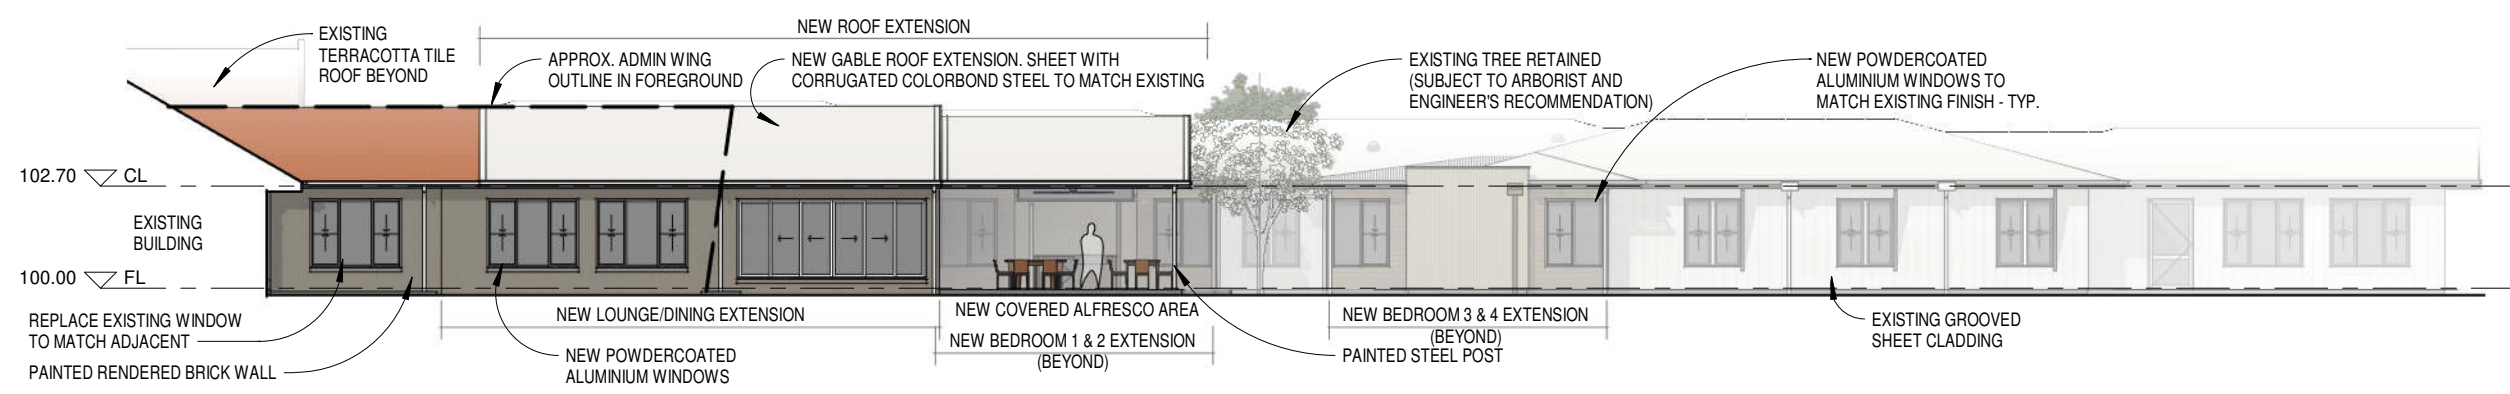 NEW ROOF EXTENSION
EXISTING
TERRACOTTA TILE
ROOF BEYOND
APPROX. ADMIN WING
OUTLINE IN FOREGROUND
NEW GABLE ROOF EXTENSION. SHEET WITH
CORRUGATED COLORBOND STEEL TO MATCH EXISTING
EXISTING TREE RETAINED
(SUBJECT TO ARBORIST AND
ENGINEER'S RECOMMENDATION)
NEW POWDERCOATED
ALUMINIUM WINDOWS TO
MATCH EXISTING FINISH - TYP.
102.70 CL
EXISTING
BUILDING
100.00 FL
REPLACE EXISTING WINDOW
TO MATCH ADJACENT
PAINTED RENDERED BRICK WALL
NEW LOUNGE/DINING EXTENSION
NEW POWDERCOATED
ALUMINIUM WINDOWS
NEW COVERED ALFRESCO AREA
NEW BEDROOM 1 & 2 EXTENSION
(BEYOND)
NEW BEDROOM 3 & 4 EXTENSION
(BEYOND)
PAINTED STEEL POST
EXISTING GROOVED
SHEET CLADDING